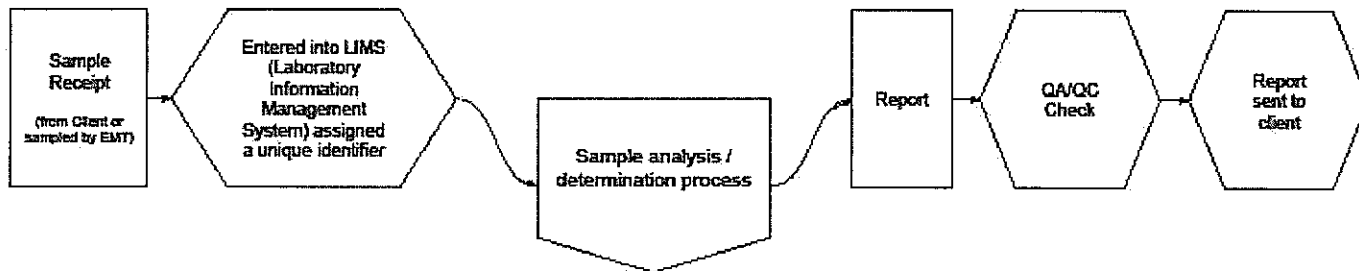 Sample
Receipt
(from Client or
sampled by EMT)
Entered into LIMS
(Laboratory
Information
Management
System) assigned
a unique identifier
Sample analysis /
determination process
Report
QA/QC
Check
Report
sent to
client